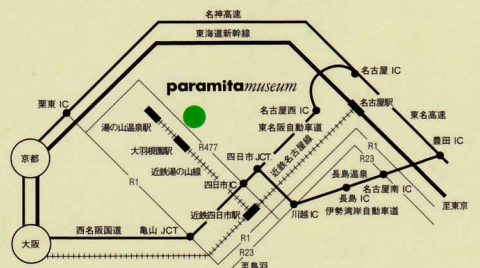 名神高速
東海道新幹線
paramitamuseum
名古屋 IC
栗東 IC
名古屋西 IC
名古屋駅
湯の山温泉駅
東名阪自動車道
東名高速
R477
大羽根園駅
四日市 JCT.
近鉄名古屋線
R1
豊田 IC
京都
近鉄湯の山線
R23
R1
四日市IC
長島温泉
名古屋南 IC
長島 IC
近鉄四日市駅
川越IC
伊勢湾岸自動車道
至東京
大阪
西名阪国道
亀山 JCT
R1
R23
至鳥羽